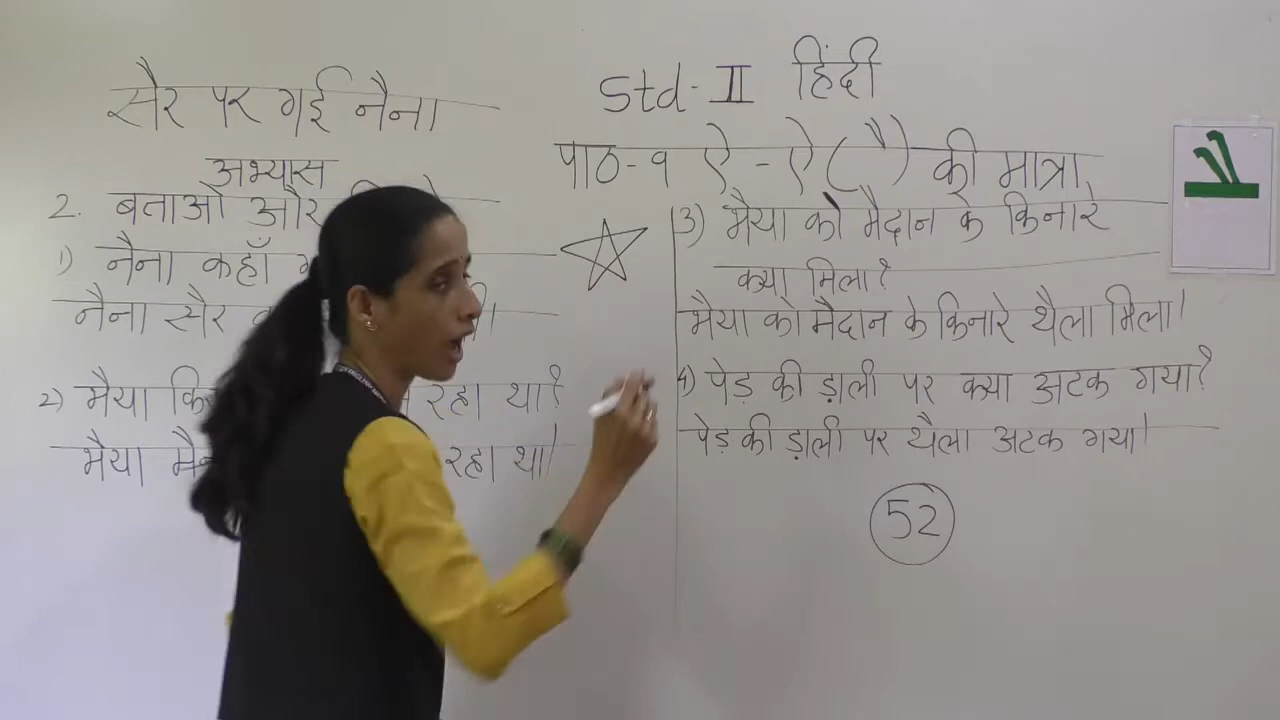 Std-II हिंदी
पाठ-१ ऐ - ऐ ( ै ) की मात्रा
सैर पर गई नैना
अभ्यास
2. बताओ और
1) नैना कहाँ
नैना सैर
2) मैया रहा था?
मैया रहा था।
3) मैया को मैदान के किनारे
क्या मिला?
मैया को मैदान के किनारे थैला मिला।
4) पेड़ की ड़ाली पर क्या अटक गया?
पेड़ की ड़ाली पर थैला अटक गया।
52